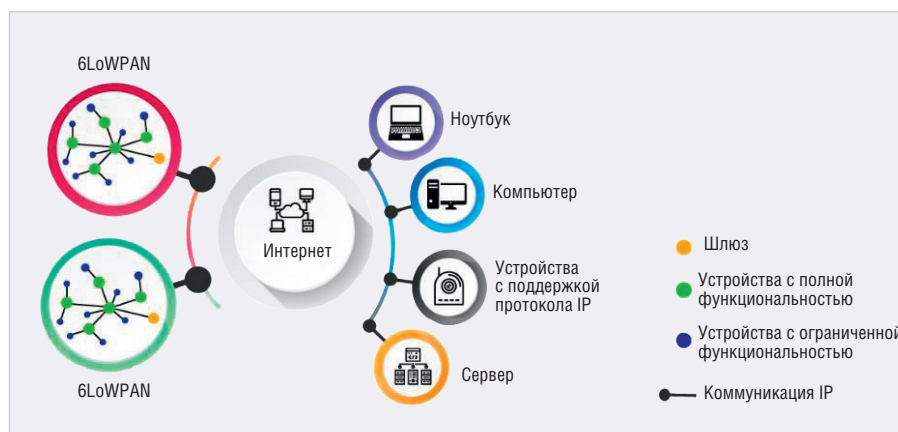 6LoWPAN
6LoWPAN
Интернет
Ноутбук
Компьютер
Устройства
с поддержкой
протокола IP
Сервер
Шлюз
Устройства с полной
функциональностью
Устройства с ограниченной
функциональностью
Коммуникация IP